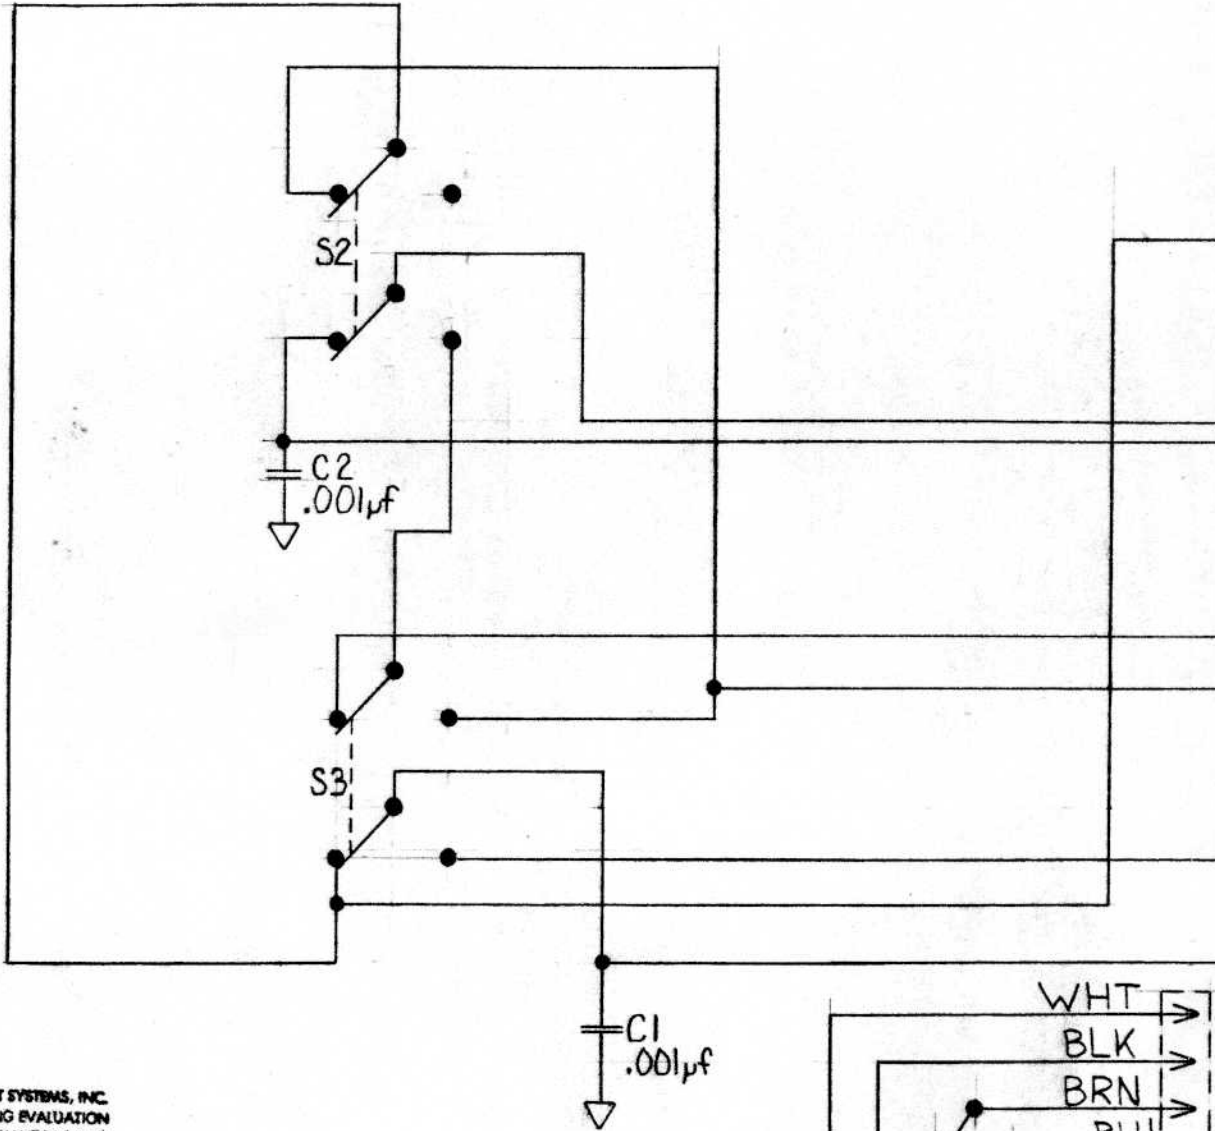 S2
C2
.001µf
S3
C1
.001µf
WHT
BLK
BRN
T SYSTEMS, INC.
G EVALUATION